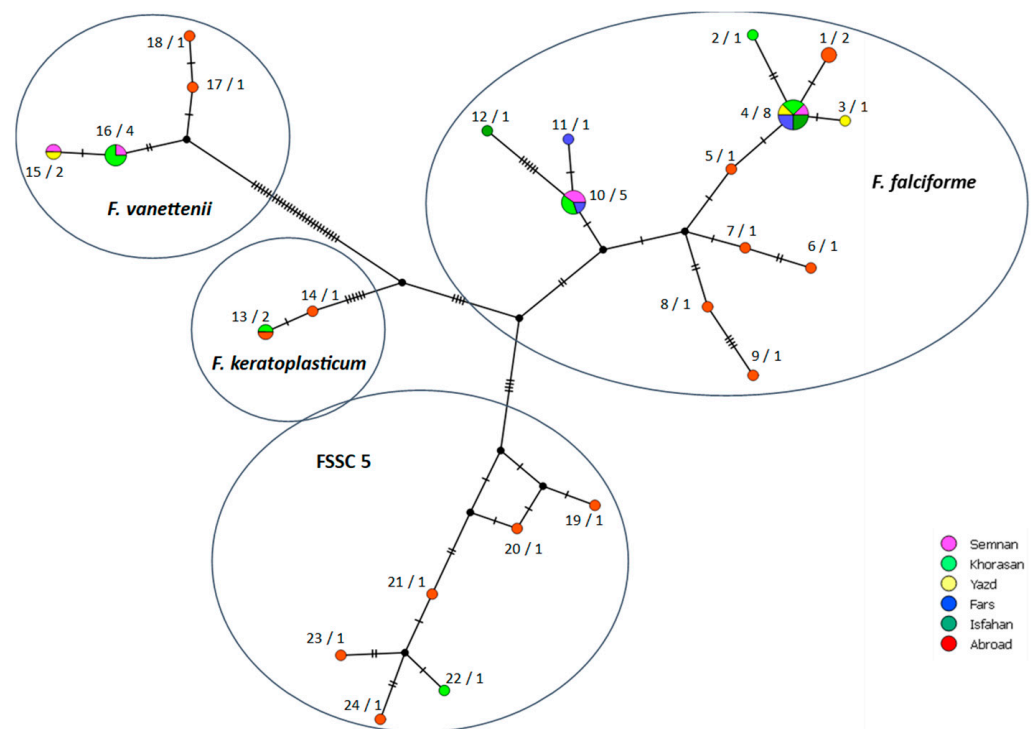 18 / 1
17 / 1
16 / 4
15 / 2
F. vanettenii
2 / 1
1 / 2
4 / 8
3 / 1
12 / 1
11 / 1
5 / 1
F. falciforme
10 / 5
7 / 1
6 / 1
8 / 1
9 / 1
14 / 1
13 / 2
F. keratoplasticum
FSSC 5
19 / 1
20 / 1
21 / 1
23 / 1
22 / 1
24 / 1
Semnan
Khorasan
Yazd
Fars
Isfahan
Abroad